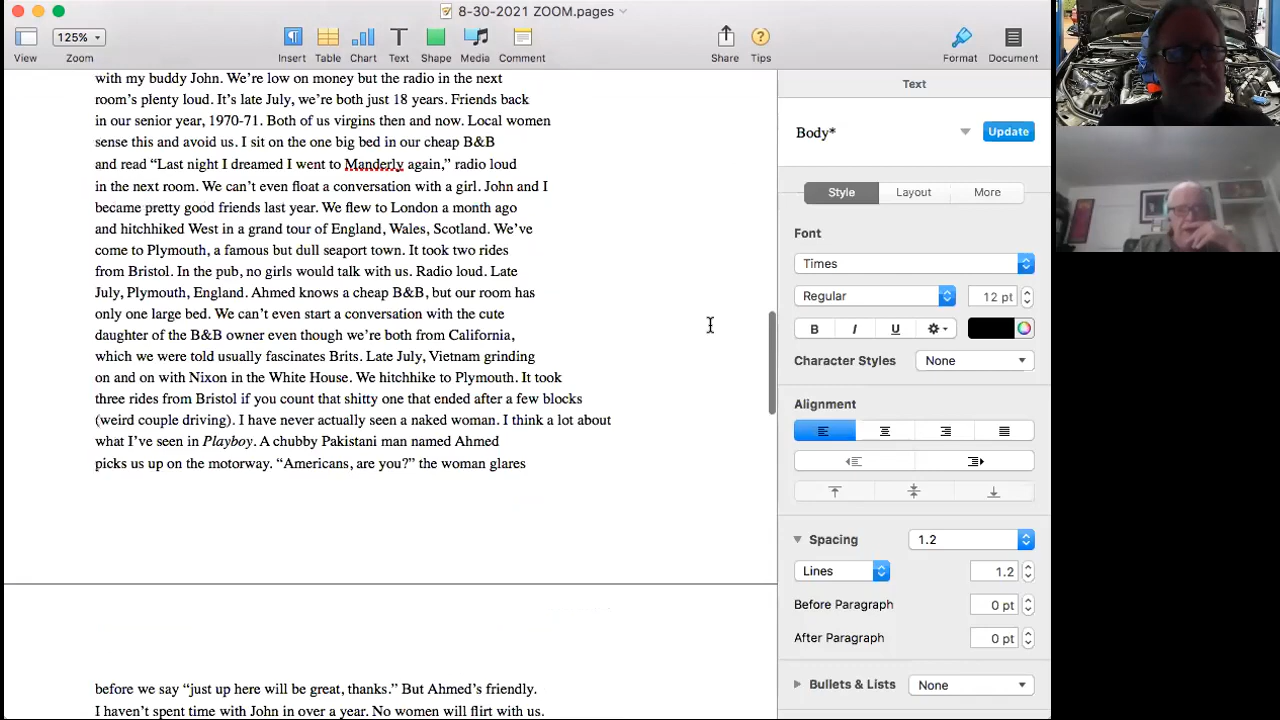 8-30-2021 ZOOM.pages
125%
View
Zoom
Insert
Table
Chart
Text
Shape
Media
Comment
Share
Tips
Format
Document
with my buddy John. We're low on money but the radio in the next
room's plenty loud. It's late July, we're both just 18 years. Friends back
in our senior year, 1970-71. Both of us virgins then and now. Local women
sense this and avoid us. I sit on the one big bed in our cheap B&B
and read “Last night I dreamed I went to Manderly again,” radio loud
in the next room. We can't even float a conversation with a girl. John and I
became pretty good friends last year. We flew to London a month ago
and hitchhiked West in a grand tour of England, Wales, Scotland. We've
come to Plymouth, a famous but dull seaport town. It took two rides
from Bristol. In the pub, no girls would talk with us. Radio loud. Late
July, Plymouth, England. Ahmed knows a cheap B&B, but our room has
only one large bed. We can't even start a conversation with the cute
daughter of the B&B owner even though we're both from California,
which we were told usually fascinates Brits. Late July, Vietnam grinding
on and on with Nixon in the White House. We hitchhike to Plymouth. It took
three rides from Bristol if you count that shitty one that ended after a few blocks
(weird couple driving). I have never actually seen a naked woman. I think a lot about
what I've seen in Playboy. A chubby Pakistani man named Ahmed
picks us up on the motorway. “Americans, are you?” the woman glares
before we say “just up here will be great, thanks.” But Ahmed's friendly.
I haven't spent time with John in over a year. No women will flirt with us.
Text
Body*
Update
Style
Layout
More
Font
Times
Regular
12 pt
B
I
U
Character Styles
None
Alignment
Spacing
1.2
Lines
1.2
Before Paragraph
0 pt
After Paragraph
0 pt
Bullets & Lists
None